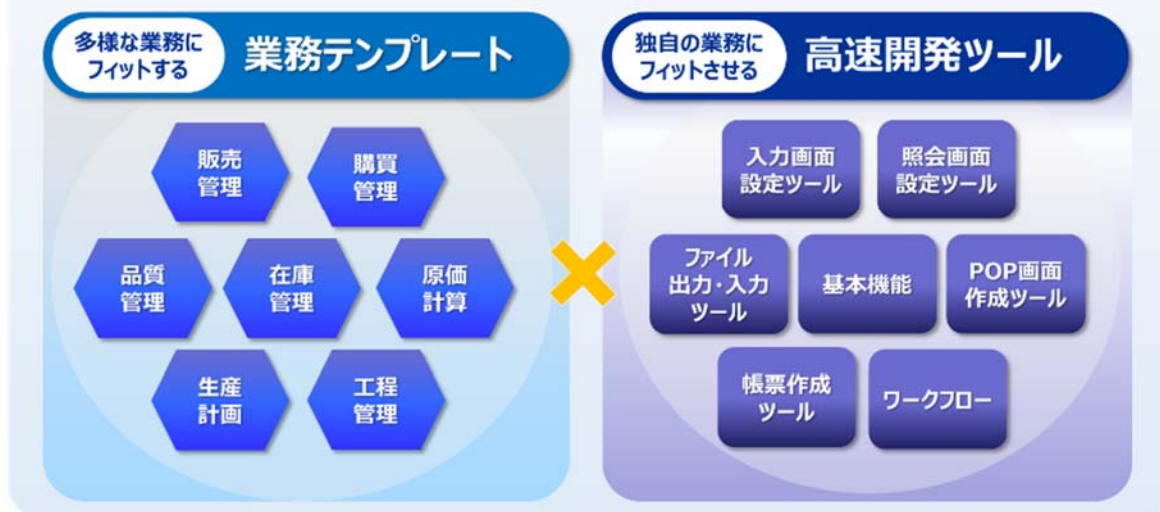 多様な業務に
フィットする
業務テンプレート
販売
管理
購買
管理
品質
管理
在庫
管理
原価
計算
生産
計画
工程
管理
独自の業務に
フィットさせる
高速開発ツール
入力画面
設定ツール
照会画面
設定ツール
ファイル
出力・入力
ツール
基本機能
POP画面
作成ツール
帳票作成
ツール
ワークフロー